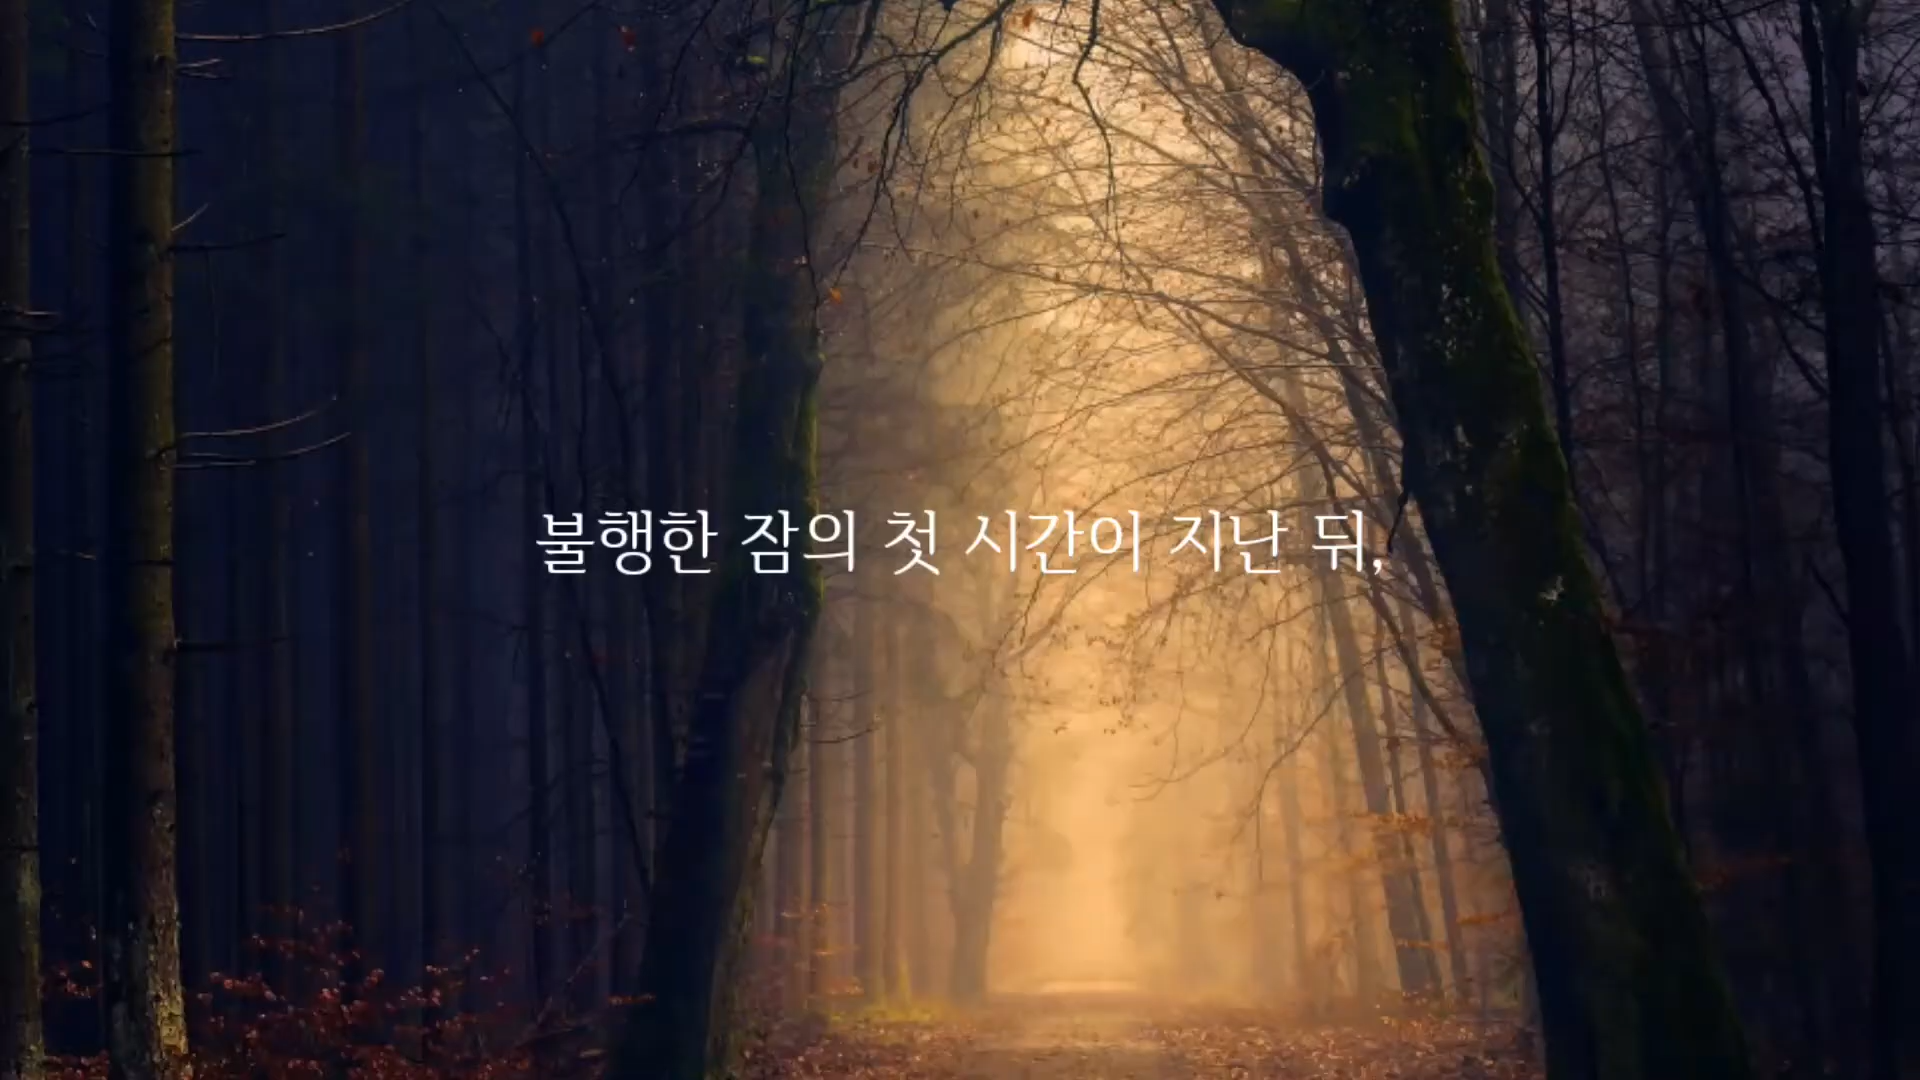 불행한 잠의 첫 시간이 지난 뒤,